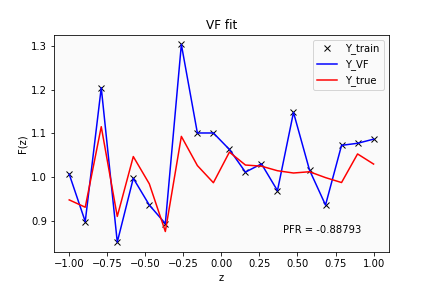 VF fit
1.3
1.2
1.1
1.0
0.9
F(z)
Y_train
Y_VF
Y_true
PFR = -0.88793
−1.00 −0.75 −0.50 −0.25 0.00 0.25 0.50 0.75 1.00
z